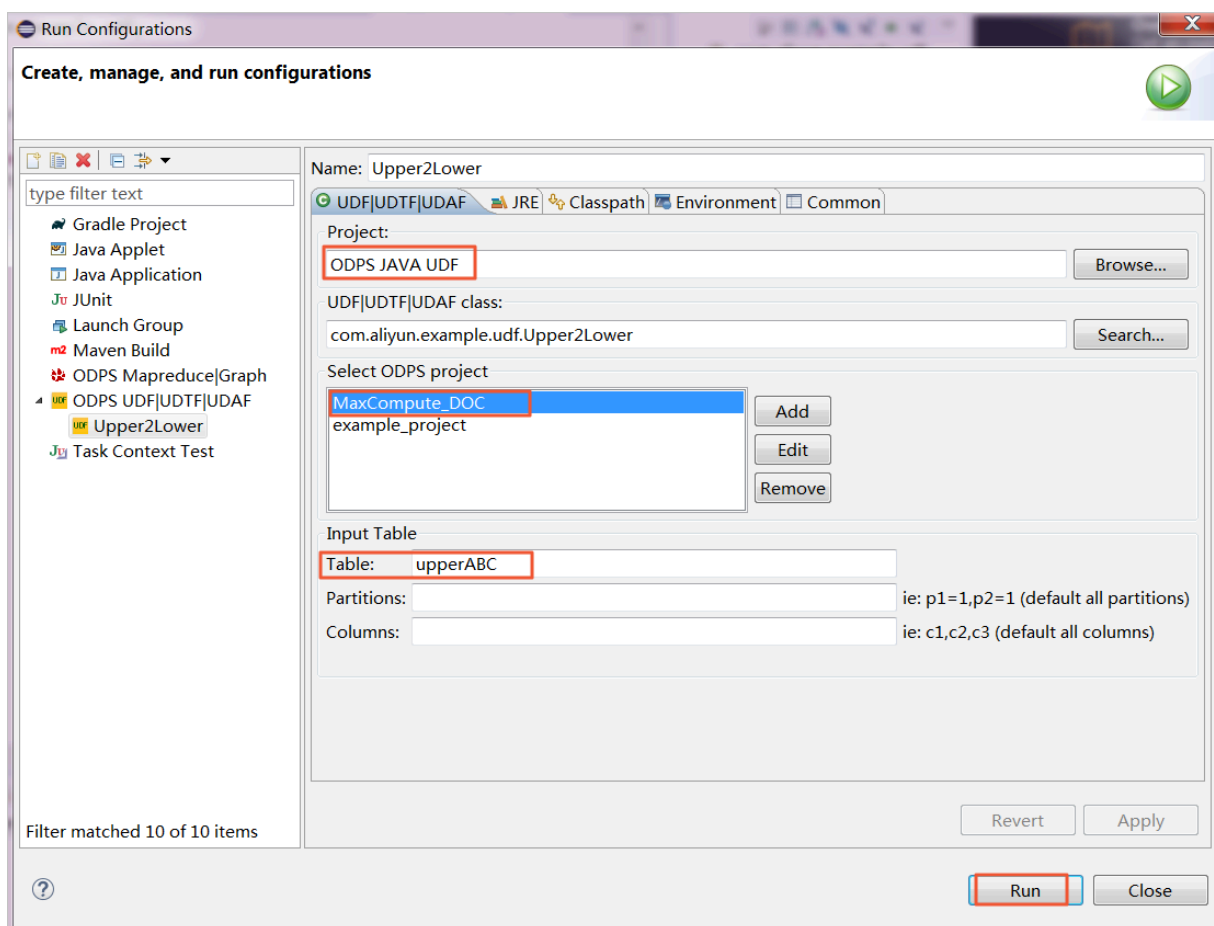 Run Configurations
X
Create, manage, and run configurations
type filter text
Gradle Project
Java Applet
Java Application
Ju JUnit
Launch Group
m2 Maven Build
ODPS Mapreduce|Graph
UDF ODPS UDF|UDTF|UDAF
UDF Upper2Lower
Ju Task Context Test
Filter matched 10 of 10 items
Name: Upper2Lower
UDF|UDTF|UDAF JRE Classpath Environment Common
Project:
ODPS JAVA UDF Browse...
UDF|UDTF|UDAF class:
com.aliyun.example.udf.Upper2Lower Search...
Select ODPS project
MaxCompute_DOC
example_project
Add
Edit
Remove
Input Table
Table: upperABC
Partitions: ie: p1=1,p2=1 (default all partitions)
Columns: ie: c1,c2,c3 (default all columns)
Revert Apply
? Run Close